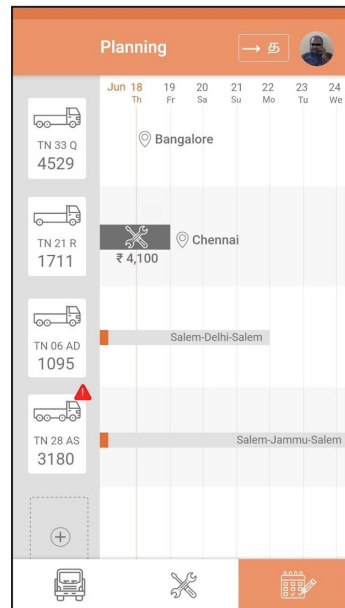 Planning
→ த
Jun 18 19 20 21 22 23 24
Th Fr Sa Su Mo Tu We
TN 33 Q
4529
Bangalore
TN 21 R
1711
Chennai
₹ 4,100
TN 06 AD
1095
Salem-Delhi-Salem
TN 28 AS
3180
Salem-Jammu-Salem